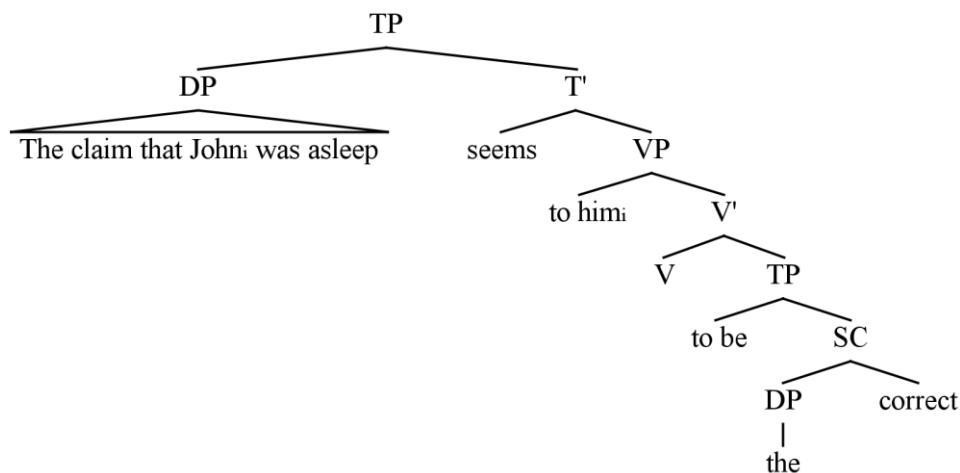 TP
DP T'
The claim that Johni was asleep seems VP
to himi V'
V TP
to be SC
DP correct
the